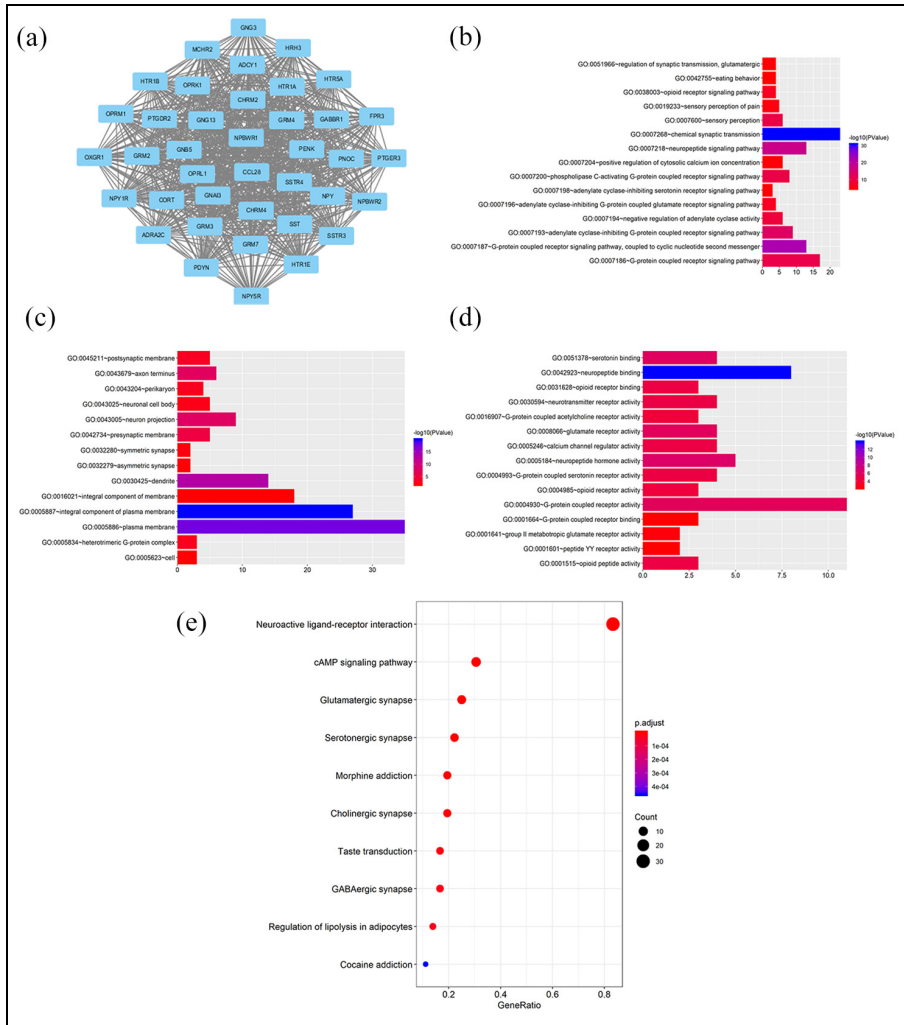 (a)
GNG3
MCHR2
HRH3
ADCY1
HTR1B
OPRK1
HTR1A
HTR5A
CHRM2
OPRM1
PTGDR2
GNG13
GRM4
GABBR1
FPR3
NPBWR1
OXGR1
GRM2
GNB5
PENK
PNOC
PTGER3
OPRL1
CCL28
SSTR4
NPY1R
CORT
GNAI3
NPY
NPBWR2
CHRM4
ADRA2C
GRM3
SST
SSTR3
GRM7
PDYN
HTR1E
NPY5R
(b)
GO:0051966~regulation of synaptic transmission, glutamatergic
GO:0042755~eating behavior
GO:0038003~opioid receptor signaling pathway
GO:0019233~sensory perception of pain
GO:0007600~sensory perception
GO:0007268~chemical synaptic transmission
GO:0007218~neuropeptide signaling pathway
GO:0007204~positive regulation of cytosolic calcium ion concentration
GO:0007200~phospholipase C-activating G-protein coupled receptor signaling pathway
GO:0007198~adenylate cyclase-inhibiting serotonin receptor signaling pathway
GO:0007196~adenylate cyclase-inhibiting G-protein coupled glutamate receptor signaling pathway
GO:0007194~negative regulation of adenylate cyclase activity
GO:0007193~adenylate cyclase-inhibiting G-protein coupled receptor signaling pathway
GO:0007187~G-protein coupled receptor signaling pathway, coupled to cyclic nucleotide second messenger
GO:0007186~G-protein coupled receptor signaling pathway
0 5 10 15 20
-log10(PValue)
30
20
10
(c)
GO:0045211~postsynaptic membrane
GO:0043679~axon terminus
GO:0043204~perikaryon
GO:0043025~neuronal cell body
GO:0043005~neuron projection
GO:0042734~presynaptic membrane
GO:0032280~symmetric synapse
GO:0032279~asymmetric synapse
GO:0030425~dendrite
GO:0016021~integral component of membrane
GO:0005887~integral component of plasma membrane
GO:0005886~plasma membrane
GO:0005834~heterotrimeric G-protein complex
GO:0005623~cell
0 10 20 30
-log10(PValue)
15
10
5
(d)
GO:0051378~serotonin binding
GO:0042923~neuropeptide binding
GO:0031628~opioid receptor binding
GO:0030594~neurotransmitter receptor activity
GO:0016907~G-protein coupled acetylcholine receptor activity
GO:0008066~glutamate receptor activity
GO:0005246~calcium channel regulator activity
GO:0005184~neuropeptide hormone activity
GO:0004993~G-protein coupled serotonin receptor activity
GO:0004985~opioid receptor activity
GO:0004930~G-protein coupled receptor activity
GO:0001664~G-protein coupled receptor binding
GO:0001641~group II metabotropic glutamate receptor activity
GO:0001601~peptide YY receptor activity
GO:0001515~opioid peptide activity
0.0 2.5 5.0 7.5 10.0
-log10(PValue)
12
10
8
6
4
2
(e)
Neuroactive ligand-receptor interaction
cAMP signaling pathway
Glutamatergic synapse
Serotonergic synapse
Morphine addiction
Cholinergic synapse
Taste transduction
GABAergic synapse
Regulation of lipolysis in adipocytes
Cocaine addiction
0.2 0.4 0.6 0.8
GeneRatio
p.adjust
1e-04
2e-04
3e-04
4e-04
Count
10
20
30